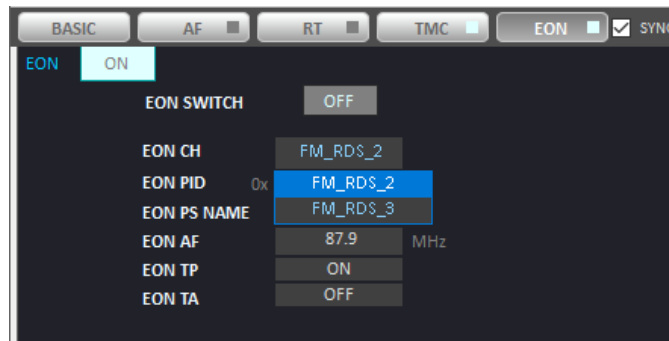 BASIC AF RT TMC EON SYNC
EON ON
EON SWITCH OFF
EON CH FM_RDS_2
EON PID 0x FM_RDS_2
EON PS NAME FM_RDS_3
EON AF 87.9 MHz
EON TP ON
EON TA OFF